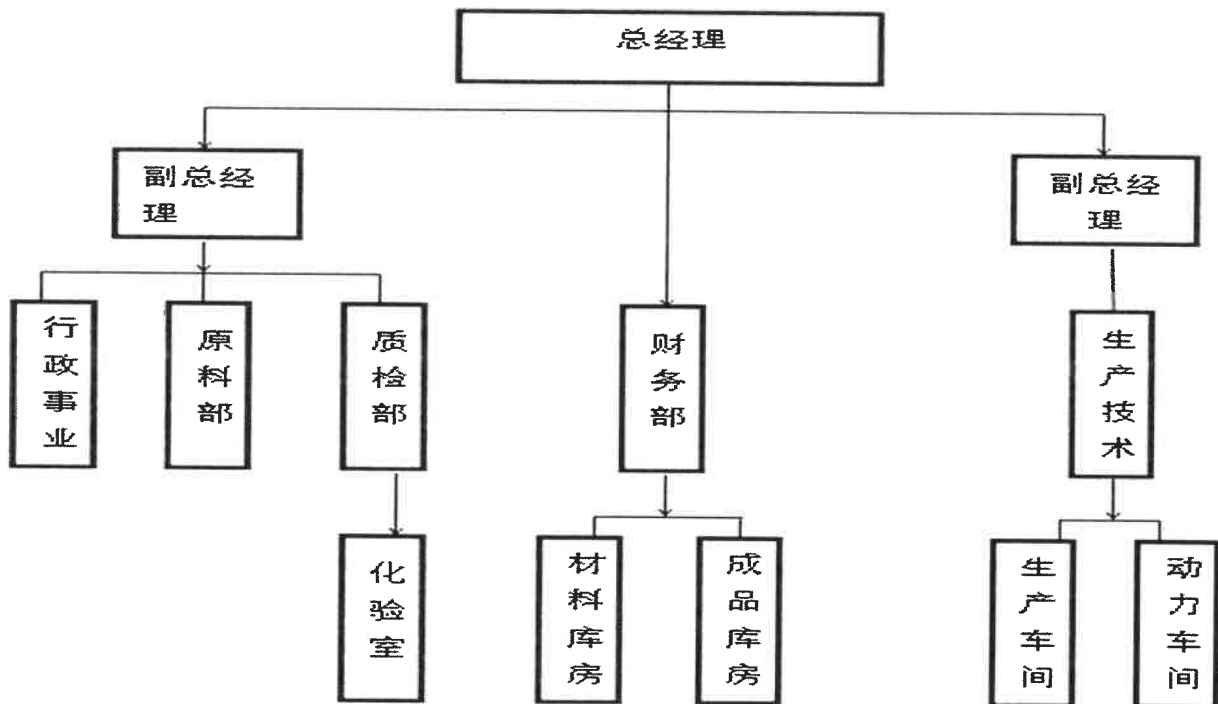 总经理
副总经
理
副总经
理
行政事业
原料部
质检部
财务部
生产技术
化验室
材料库房
成品库房
生产车间
动力车间